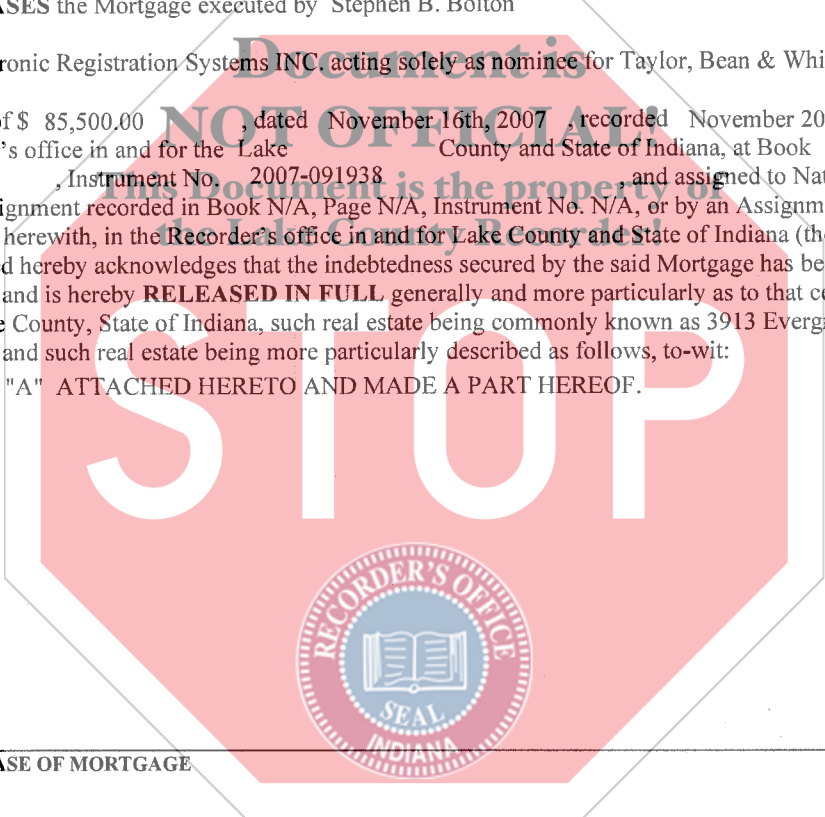 ASES the Mortgage executed by Stephen B. Bolton
Document is
ronic Registration Systems INC. acting solely as nominee for Taylor, Bean & Whi
NOT OFFICIAL!
of $ 85,500.00 , dated November 16th, 2007 , recorded November 20
's office in and for the Lake County and State of Indiana, at Book
, Instrument No. 2007-091938 , and assigned to Nat
This Document is the property of
ignment recorded in Book N/A, Page N/A, Instrument No. N/A, or by an Assignm
the Lake County Recorder!
herewith, in the Recorder's office in and for Lake County and State of Indiana (the
d hereby acknowledges that the indebtedness secured by the said Mortgage has be
and is hereby RELEASED IN FULL generally and more particularly as to that ce
e County, State of Indiana, such real estate being commonly known as 3913 Evergr
and such real estate being more particularly described as follows, to-wit:
"A" ATTACHED HERETO AND MADE A PART HEREOF.
STOP
RECORDER'S OFFICE
SEAL
INDIANA
ASE OF MORTGAGE